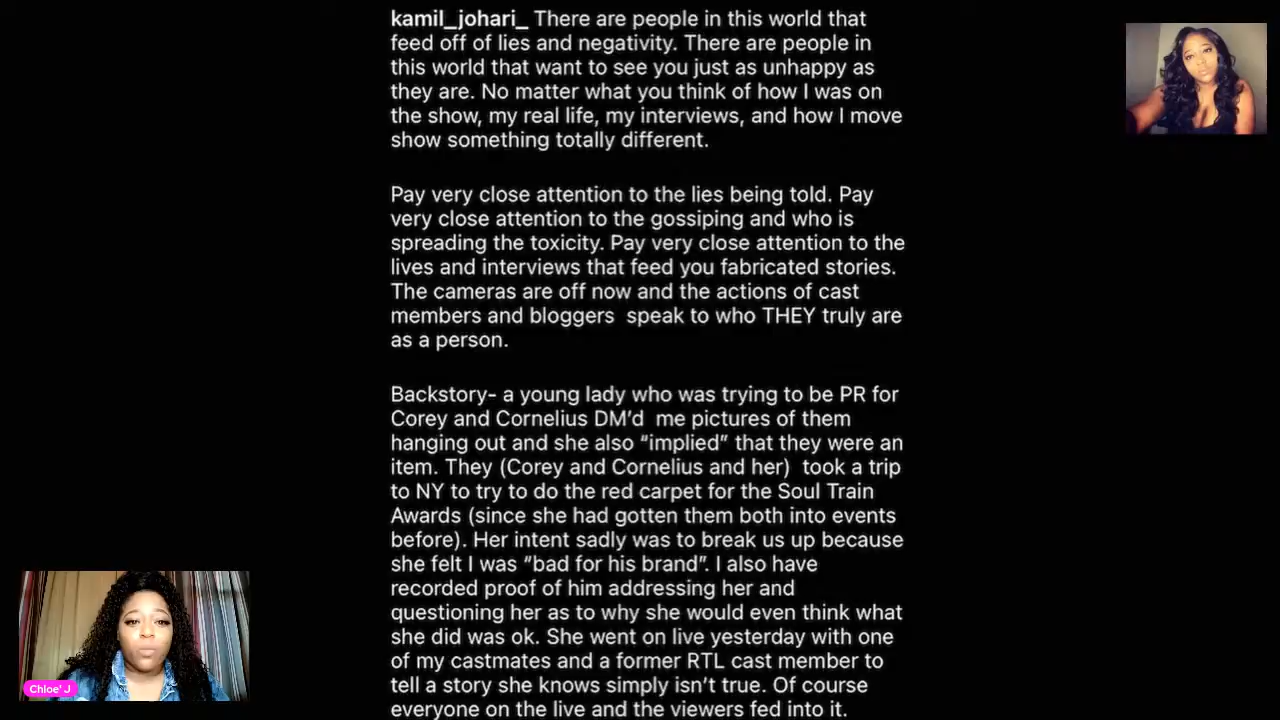 kamil_johari_ There are people in this world that
feed off of lies and negativity. There are people in
this world that want to see you just as unhappy as
they are. No matter what you think of how I was on
the show, my real life, my interviews, and how I move
show something totally different.
Pay very close attention to the lies being told. Pay
very close attention to the gossiping and who is
spreading the toxicity. Pay very close attention to the
lives and interviews that feed you fabricated stories.
The cameras are off now and the actions of cast
members and bloggers  speak to who THEY truly are
as a person.
Backstory- a young lady who was trying to be PR for
Corey and Cornelius DM’d  me pictures of them
hanging out and she also “implied” that they were an
item. They (Corey and Cornelius and her)  took a trip
to NY to try to do the red carpet for the Soul Train
Awards (since she had gotten them both into events
before). Her intent sadly was to break us up because
she felt I was “bad for his brand”. I also have
recorded proof of him addressing her and
questioning her as to why she would even think what
she did was ok. She went on live yesterday with one
of my castmates and a former RTL cast member to
tell a story she knows simply isn’t true. Of course
everyone on the live and the viewers fed into it.
Chloe' J